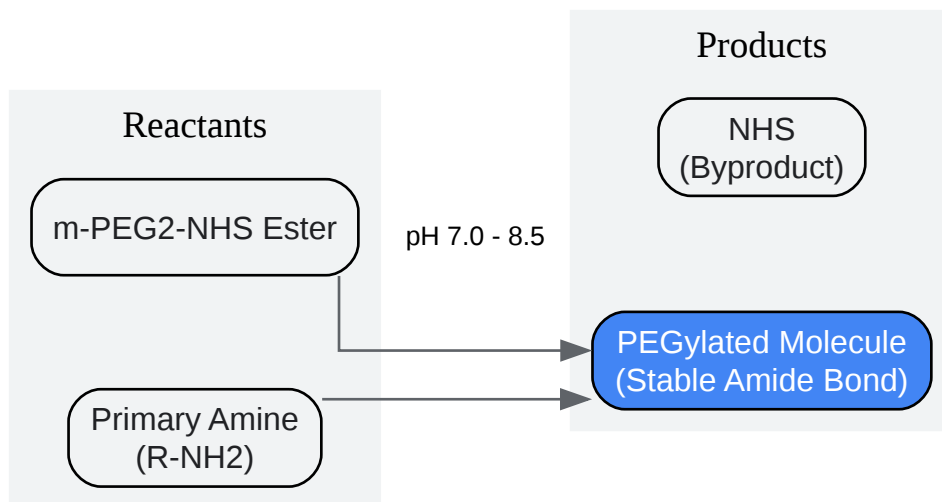 Reactants
m-PEG2-NHS Ester
Primary Amine
(R-NH2)
pH 7.0 - 8.5
Products
NHS
(Byproduct)
PEGylated Molecule
(Stable Amide Bond)